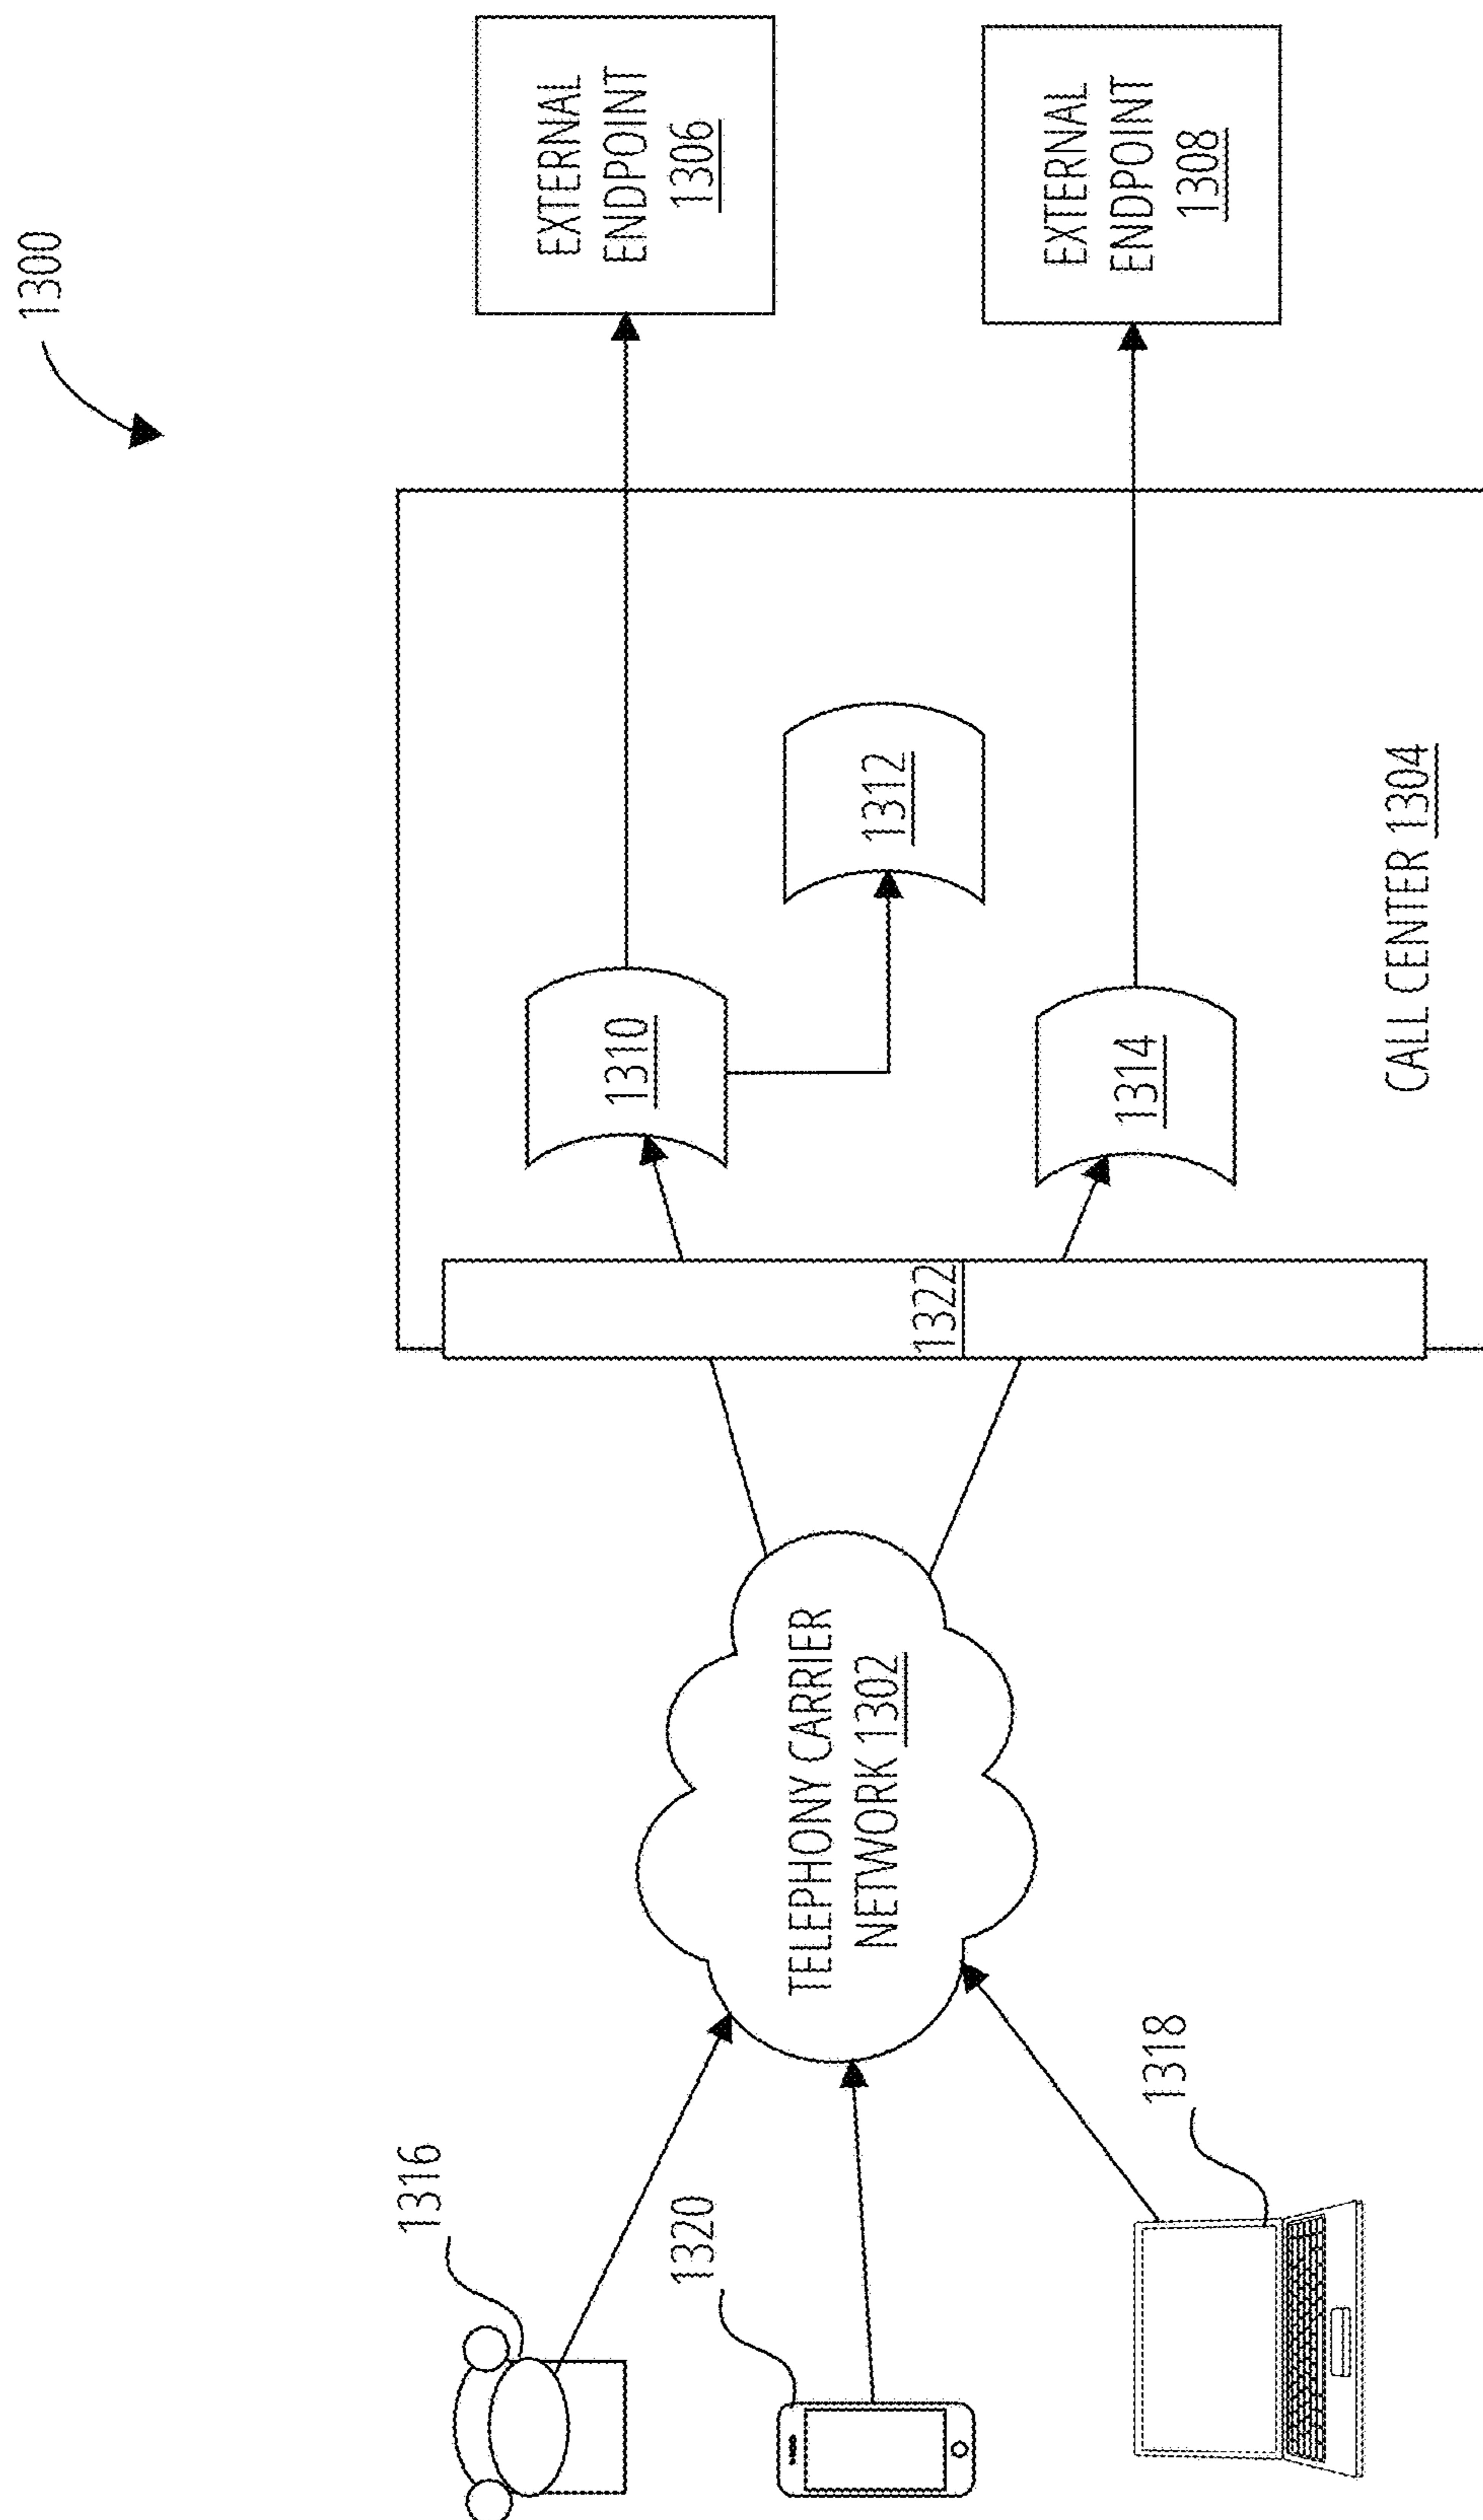 1300
1316
1320
1318
TELEPHONY CARRIER
NETWORK 1302
1322
1310
1312
1314
CALL CENTER 1304
EXTERNAL
ENDPOINT
1306
EXTERNAL
ENDPOINT
1308